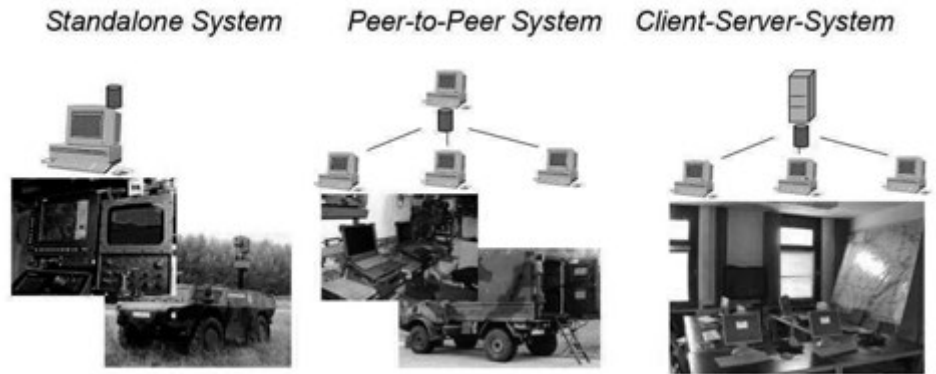 Standalone System
Peer-to-Peer System
Client-Server-System